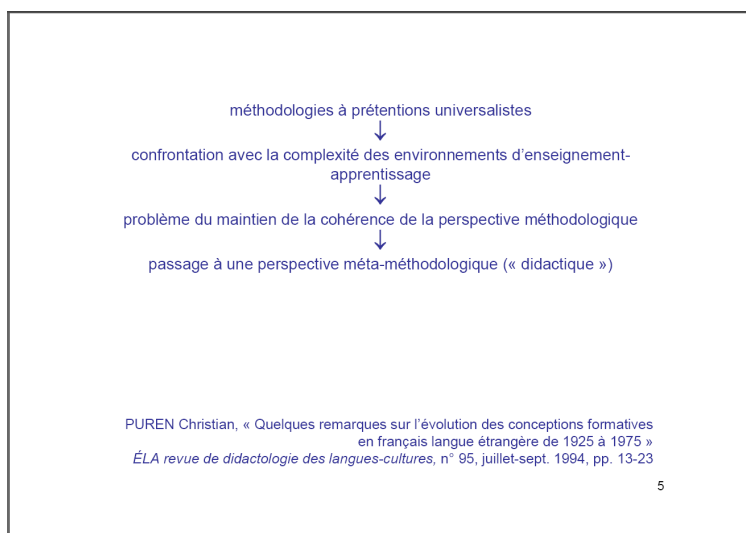 méthodologies à prétentions universalistes
↓
confrontation avec la complexité des environnements d'enseignement-
apprentissage
↓
problème du maintien de la cohérence de la perspective méthodologique
↓
passage à une perspective méta-méthodologique (« didactique »)
PUREN Christian, « Quelques remarques sur l'évolution des conceptions formatives
en français langue étrangère de 1925 à 1975 »
ÉLA revue de didactologie des langues-cultures, n° 95, juillet-sept. 1994, pp. 13-23
5